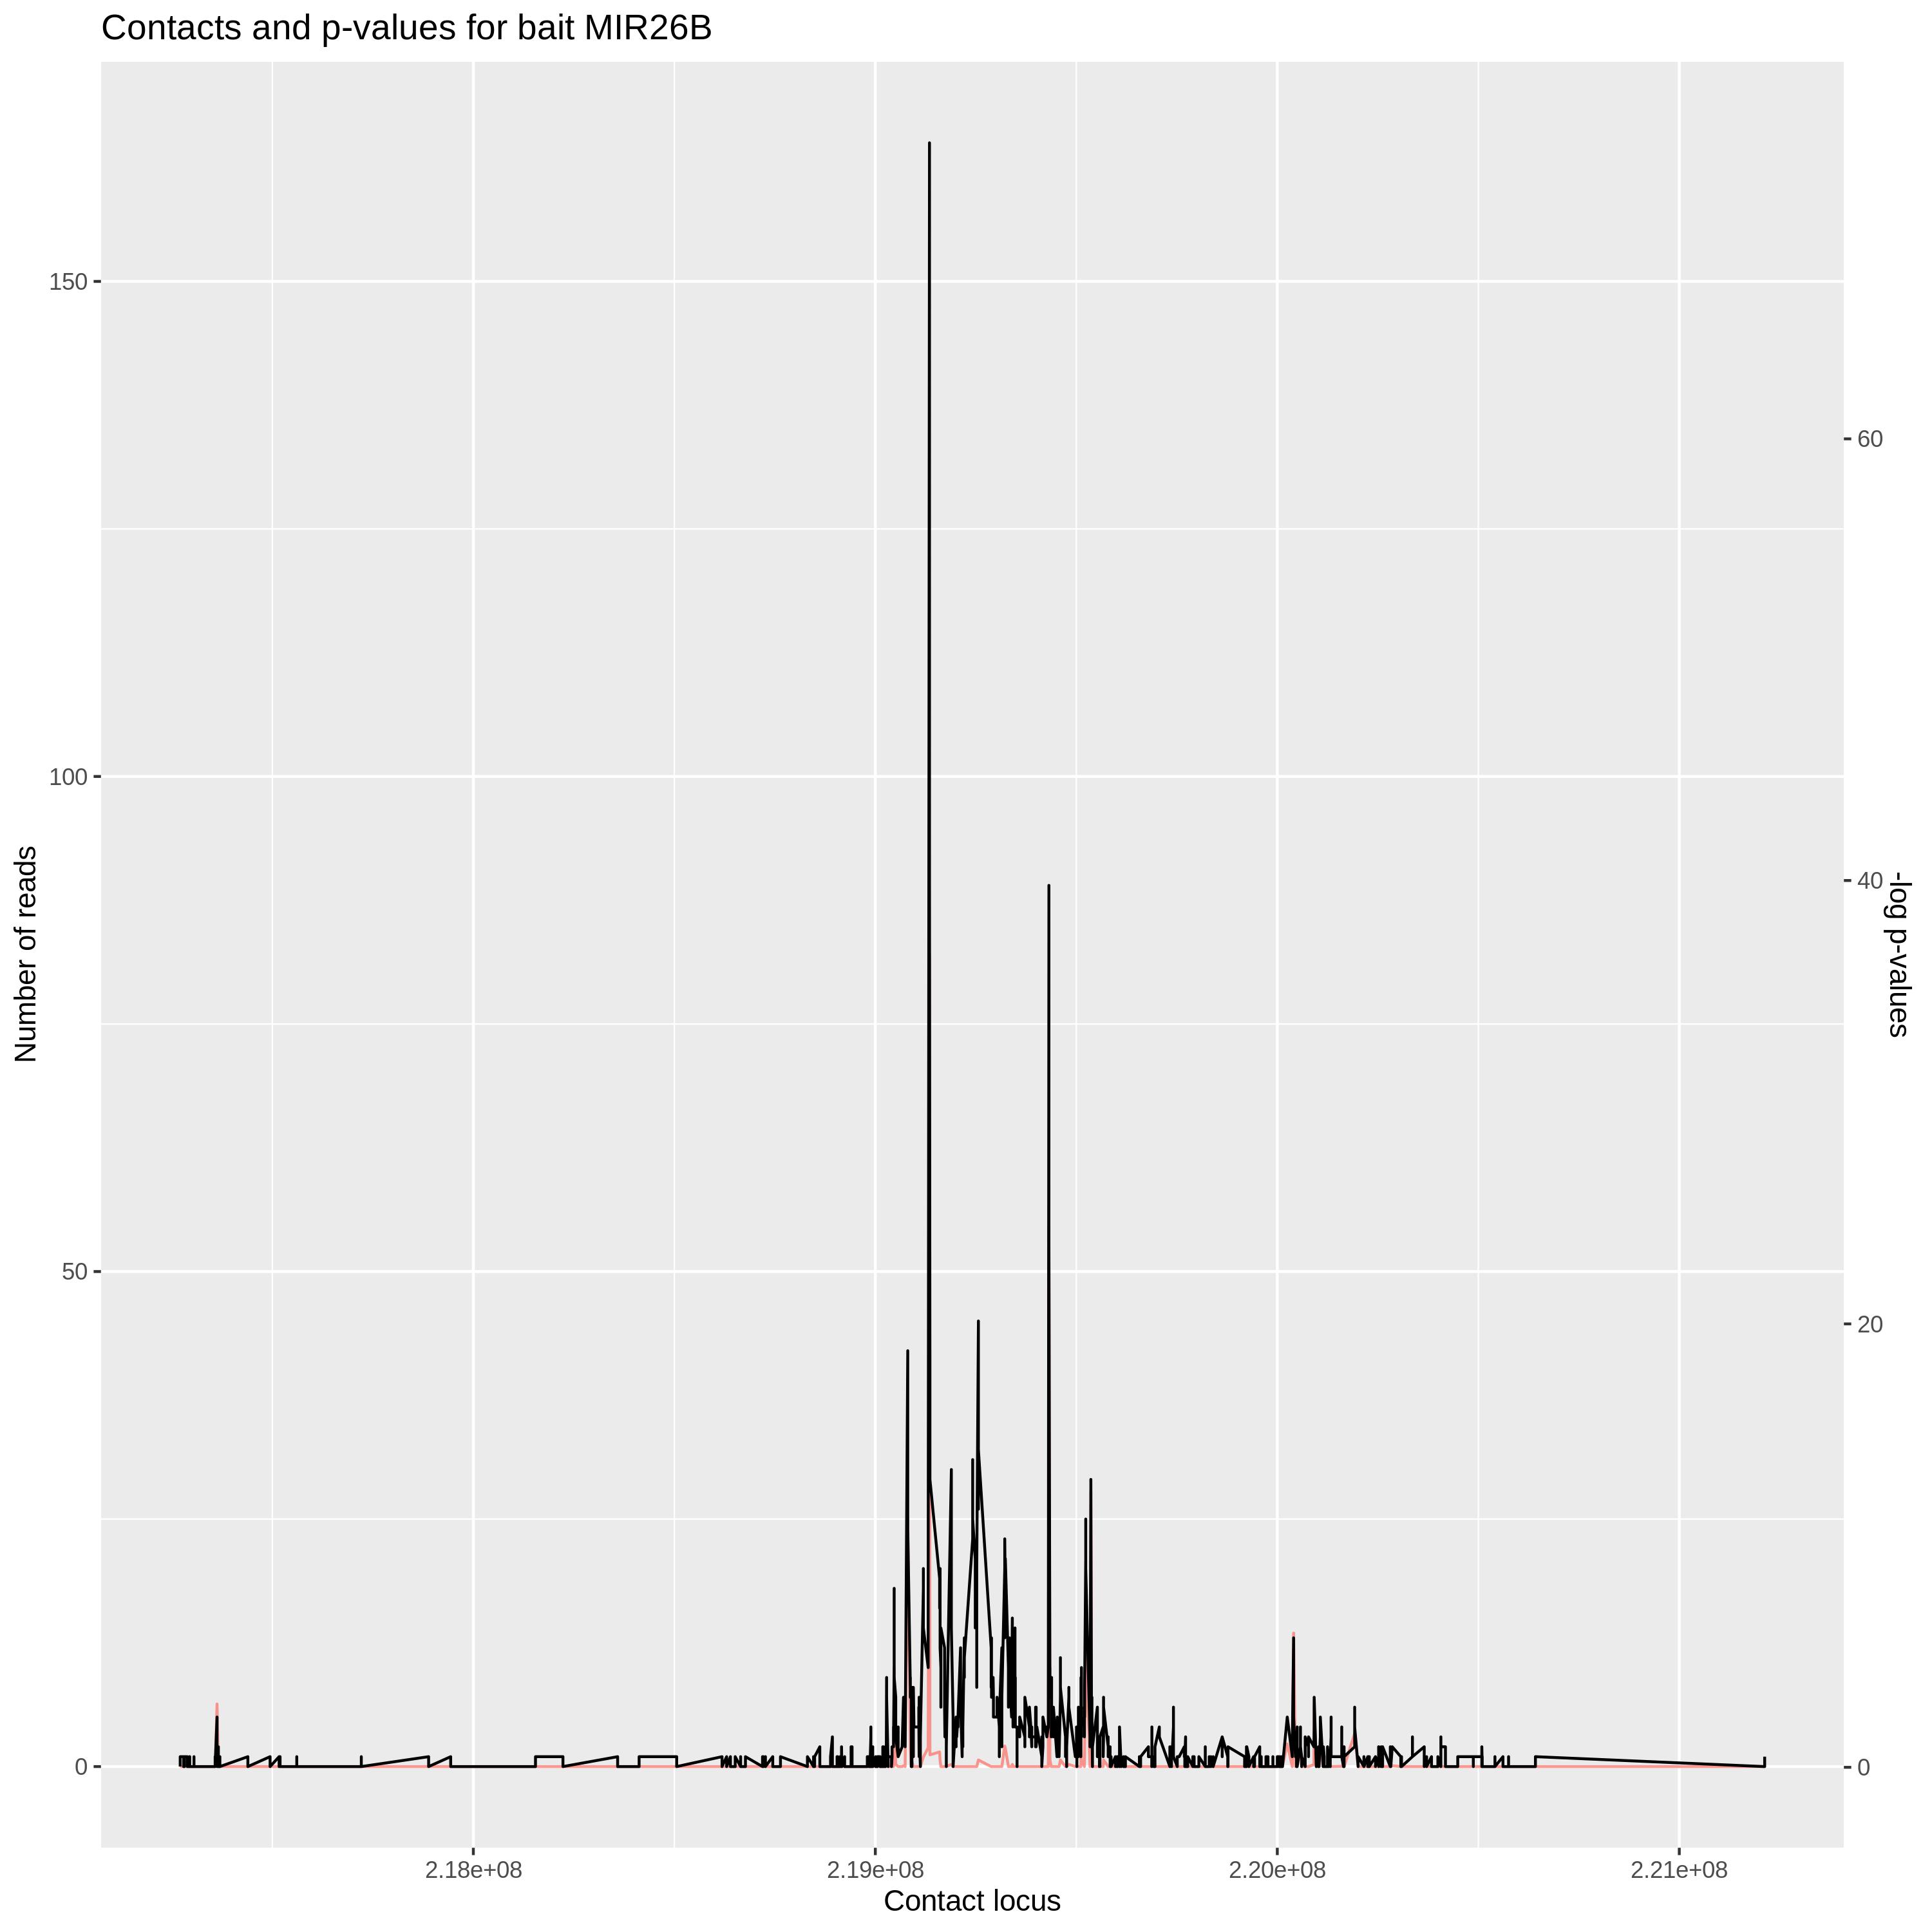 Contacts and p-values for bait MIR26B
150
100
50
0
Number of reads
60
40
20
0
-log p-values
2.18e+08
2.19e+08
2.20e+08
2.21e+08
Contact locus